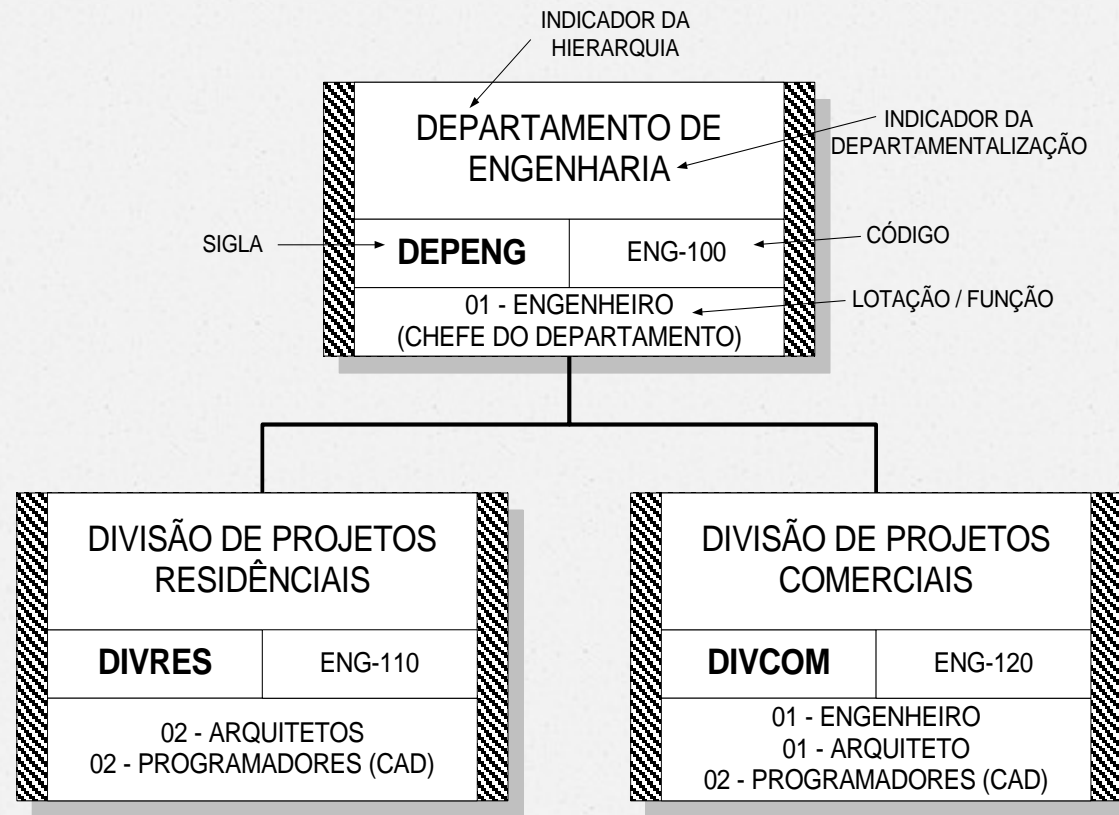 INDICADOR DA
HIERARQUIA
DEPARTAMENTO DE
ENGENHARIA
INDICADOR DA
DEPARTAMENTALIZAÇÃO
SIGLA
DEPENG
ENG-100
CÓDIGO
01 - ENGENHEIRO
(CHEFE DO DEPARTAMENTO)
LOTAÇÃO / FUNÇÃO
DIVISÃO DE PROJETOS
RESIDÊNCIAIS
DIVRES
ENG-110
02 - ARQUITETOS
02 - PROGRAMADORES (CAD)
DIVISÃO DE PROJETOS
COMERCIAIS
DIVCOM
ENG-120
01 - ENGENHEIRO
01 - ARQUITETO
02 - PROGRAMADORES (CAD)